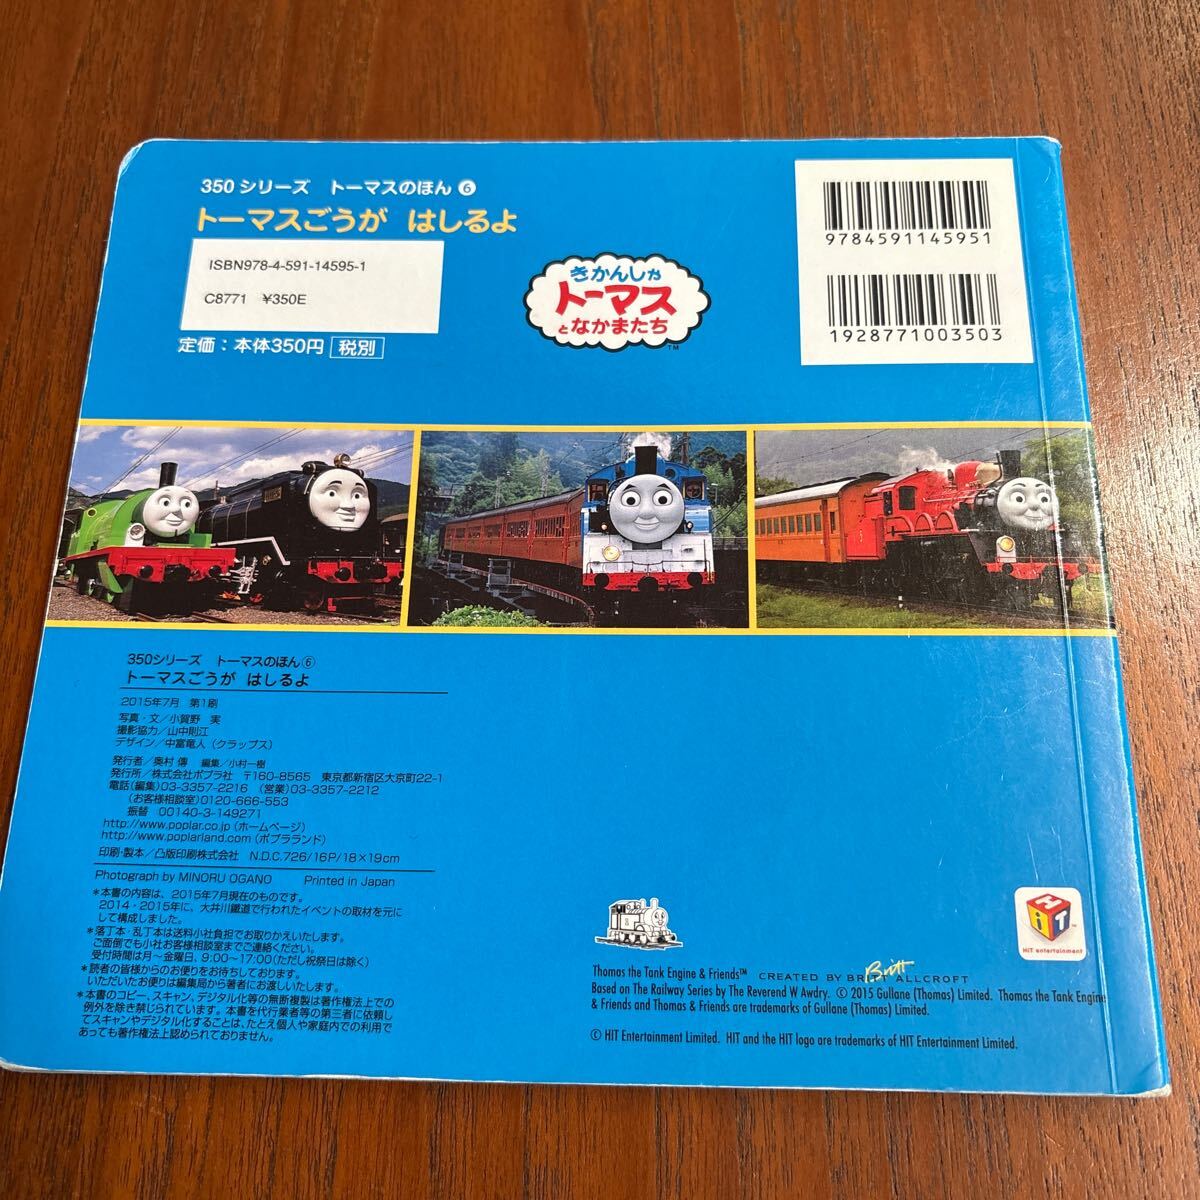 350 シリーズ トーマスのほん ❻
トーマスごうが はしるよ
ISBN978-4-591-14595-1
C8771 ¥350E
定価：本体350円 税別
きかんしゃ
トーマス
となかまたち
TM
9784591145951
1928771003503
350シリーズ トーマスのほん⑥
トーマスごうが はしるよ
2015年7月 第1刷
写真・文／小賀野 実
撮影協力／山中則江
デザイン／中富竜人（クラップス）
発行者／奥村 傳 編集／小村一樹
発行所／株式会社ポプラ社 〒160-8565 東京都新宿区大京町22-1
電話（編集）03-3357-2216 （営業）03-3357-2212
（お客様相談室）0120-666-553
振替 00140-3-149271
http://www.poplar.co.jp（ホームページ）
http://www.poplarland.com（ポプラランド）
印刷・製本／凸版印刷株式会社 N.D.C.726/16P/18×19cm
Photograph by MINORU OGANO Printed in Japan
＊本書の内容は、2015年7月現在のものです。
2014・2015年に、大井川鐵道で行われたイベントの取材を元に
して構成しました。
＊落丁本・乱丁本は送料小社負担でお取りかえいたします。
ご面倒でも小社お客様相談室までご連絡ください。
受付時間は月〜金曜日、9:00〜17:00（ただし祝祭日は除く）
＊読者の皆様からのお便りをお待ちしております。
いただいたお便りは編集局から著者にお渡しいたします。
＊本書のコピー、スキャン、デジタル化等の無断複製は著作権法上での
例外を除き禁じられています。本書を代行業者等の第三者に依頼し
てスキャンやデジタル化することは、たとえ個人や家庭内での利用で
あっても著作権法上認められておりません。
HiT
HiT entertainment
Thomas the Tank Engine & Friends™ CREATED BY BRITT ALLCROFT
Britt
Based on The Railway Series by The Reverend W Awdry. © 2015 Gullane (Thomas) Limited. Thomas the Tank Engine
& Friends and Thomas & Friends are trademarks of Gullane (Thomas) Limited.
© HIT Entertainment Limited. HIT and the HIT logo are trademarks of HIT Entertainment Limited.